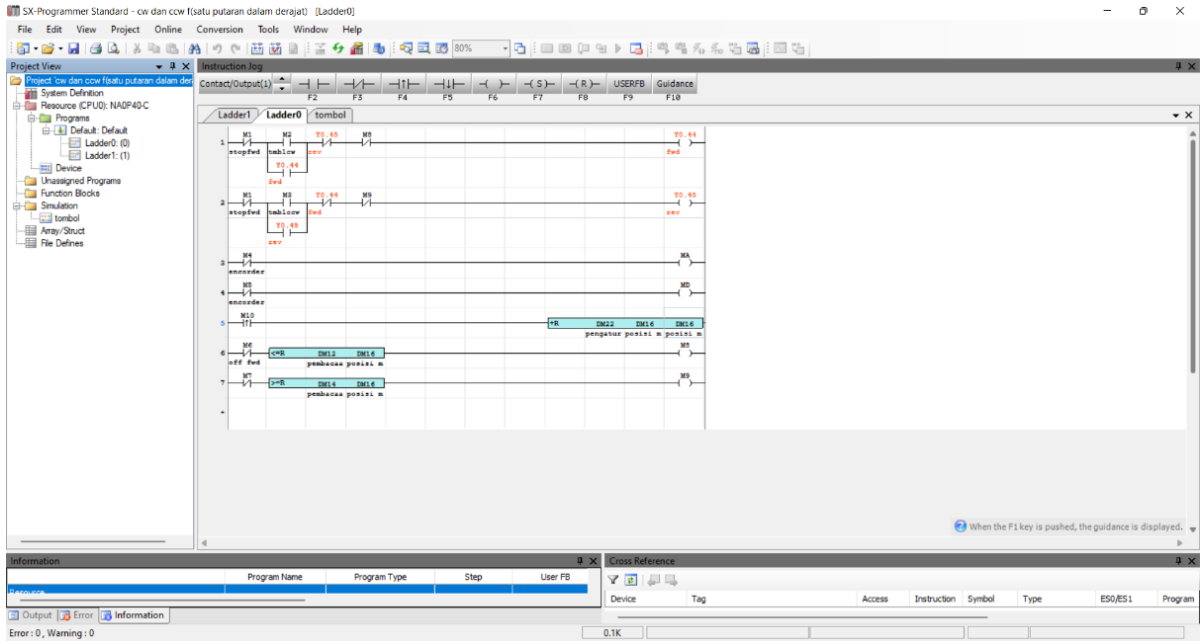 SX-Programmer Standard - cw dan ccw f(satu putaran dalam derajat) [Ladder0]
File Edit View Project Online Conversion Tools Window Help
80%
Project View
Project 'cw dan ccw f(satu putaran dalam der
System Definition
Resource (CPU0): NA0P40-C
Programs
Default: Default
Ladder0: (0)
Ladder1: (1)
Device
Unassigned Programs
Function Blocks
Simulation
tombol
Array/Struct
File Defines
Instruction Jog
Contact/Output(1) (S) (R) USERFB Guidance
F2 F3 F4 F5 F6 F7 F8 F9 F10
Ladder1 Ladder0 tombol
M1 M2 Y0.45 M8 Y0.44
1
stopfwd tmblcw rev fwd
Y0.44
fwd
M1 M3 Y0.44 M9 Y0.45
2
stopfwd tmblccw fwd rev
Y0.45
rev
M4 MA
3
encorder
M5 MD
4
encorder
M10
5 +R DM22 DM16 DM16
pengatur posisi m posisi m
M6 M8
6 <=R DM12 DM16
off fwd pembacaa posisi m
M7 M9
7 >=R DM14 DM16
pembacaa posisi m
When the F1 key is pushed, the guidance is displayed.
Information
Program Name Program Type Step User FB
Resource
Output Error Information
Cross Reference
Device Tag Access Instruction Symbol Type ES0/ES1 Program
Error : 0 , Warning : 0
0.1K